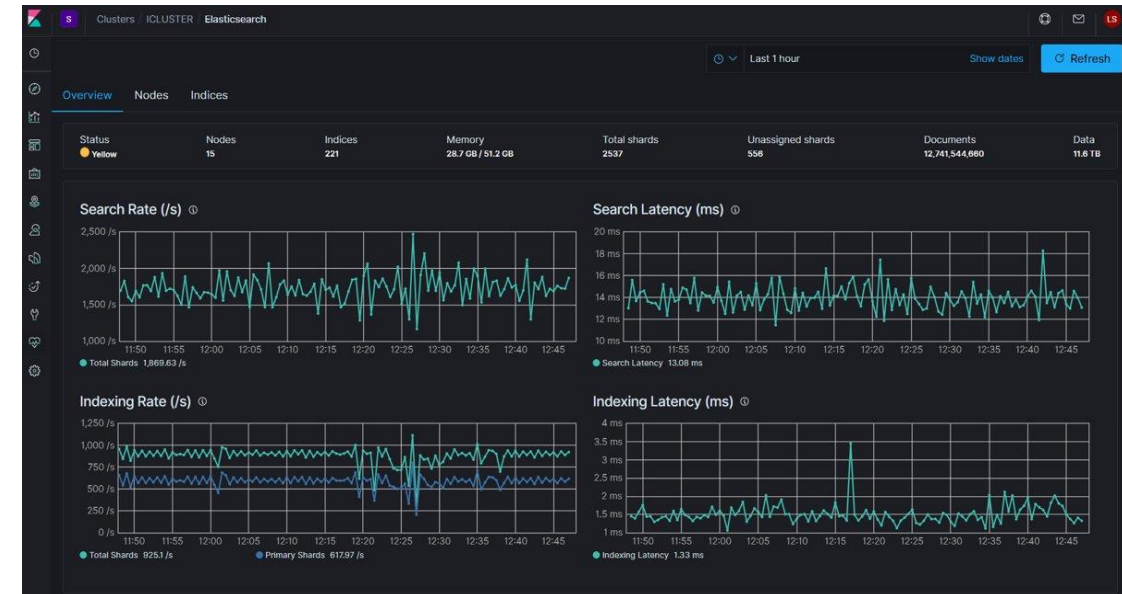 S Clusters / ICLUSTER / Elasticsearch LS
Last 1 hour Show dates Refresh
Overview Nodes Indices
Status Nodes Indices Memory Total shards Unassigned shards Documents Data
Yellow 15 221 28.7 GB / 51.2 GB 2537 556 12,741,544,660 11.6 TB
Search Rate (/s)
2,500 /s
2,000 /s
1,500 /s
1,000 /s
11:50 11:55 12:00 12:05 12:10 12:15 12:20 12:25 12:30 12:35 12:40 12:45
Total Shards 1,869.63 /s
Search Latency (ms)
20 ms
18 ms
16 ms
14 ms
12 ms
10 ms
11:50 11:55 12:00 12:05 12:10 12:15 12:20 12:25 12:30 12:35 12:40 12:45
Search Latency 13.08 ms
Indexing Rate (/s)
1,250 /s
1,000 /s
750 /s
500 /s
250 /s
0 /s
11:50 11:55 12:00 12:05 12:10 12:15 12:20 12:25 12:30 12:35 12:40 12:45
Total Shards 925.1 /s Primary Shards 617.97 /s
Indexing Latency (ms)
4 ms
3.5 ms
3 ms
2.5 ms
2 ms
1.5 ms
1 ms
11:50 11:55 12:00 12:05 12:10 12:15 12:20 12:25 12:30 12:35 12:40 12:45
Indexing Latency 1.33 ms